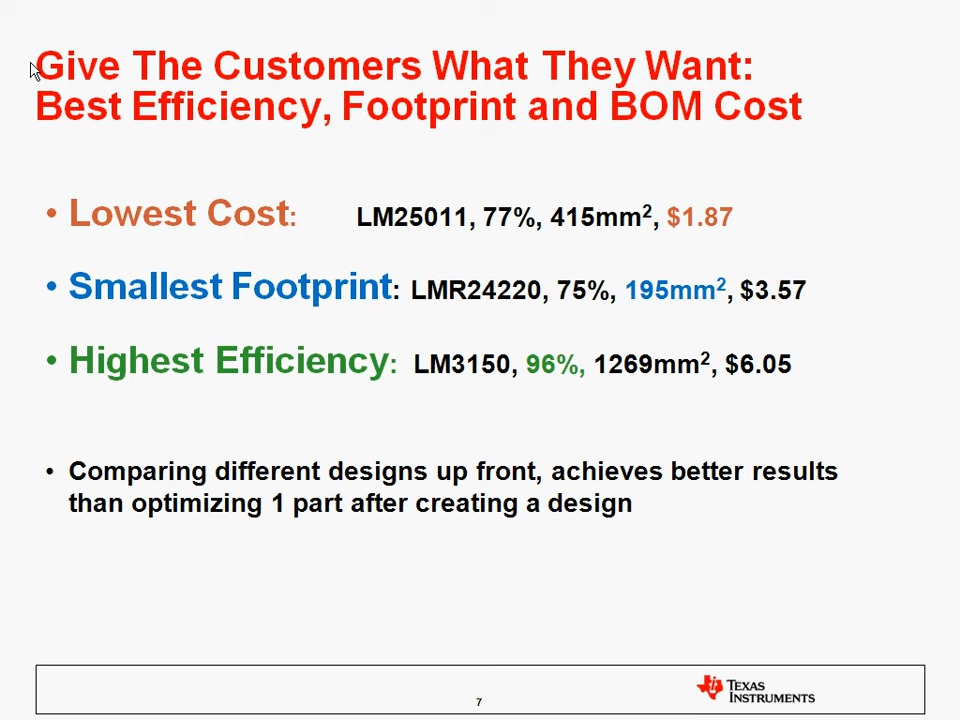 Give The Customers What They Want:
Best Efficiency, Footprint and BOM Cost
• Lowest Cost: LM25011, 77%, 415mm², $1.87
• Smallest Footprint: LMR24220, 75%, 195mm², $3.57
• Highest Efficiency: LM3150, 96%, 1269mm², $6.05
• Comparing different designs up front, achieves better results
than optimizing 1 part after creating a design
7
TEXAS
INSTRUMENTS